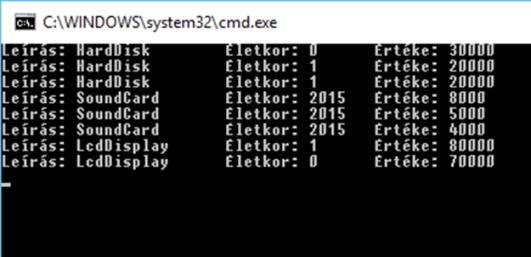 C:\WINDOWS\system32\cmd.exe
Leírás: HardDisk Életkor: 0 Értéke: 30000
Leírás: HardDisk Életkor: 1 Értéke: 20000
Leírás: HardDisk Életkor: 1 Értéke: 20000
Leírás: SoundCard Életkor: 2015 Értéke: 8000
Leírás: SoundCard Életkor: 2015 Értéke: 5000
Leírás: SoundCard Életkor: 2015 Értéke: 4000
Leírás: LcdDisplay Életkor: 1 Értéke: 80000
Leírás: LcdDisplay Életkor: 0 Értéke: 70000